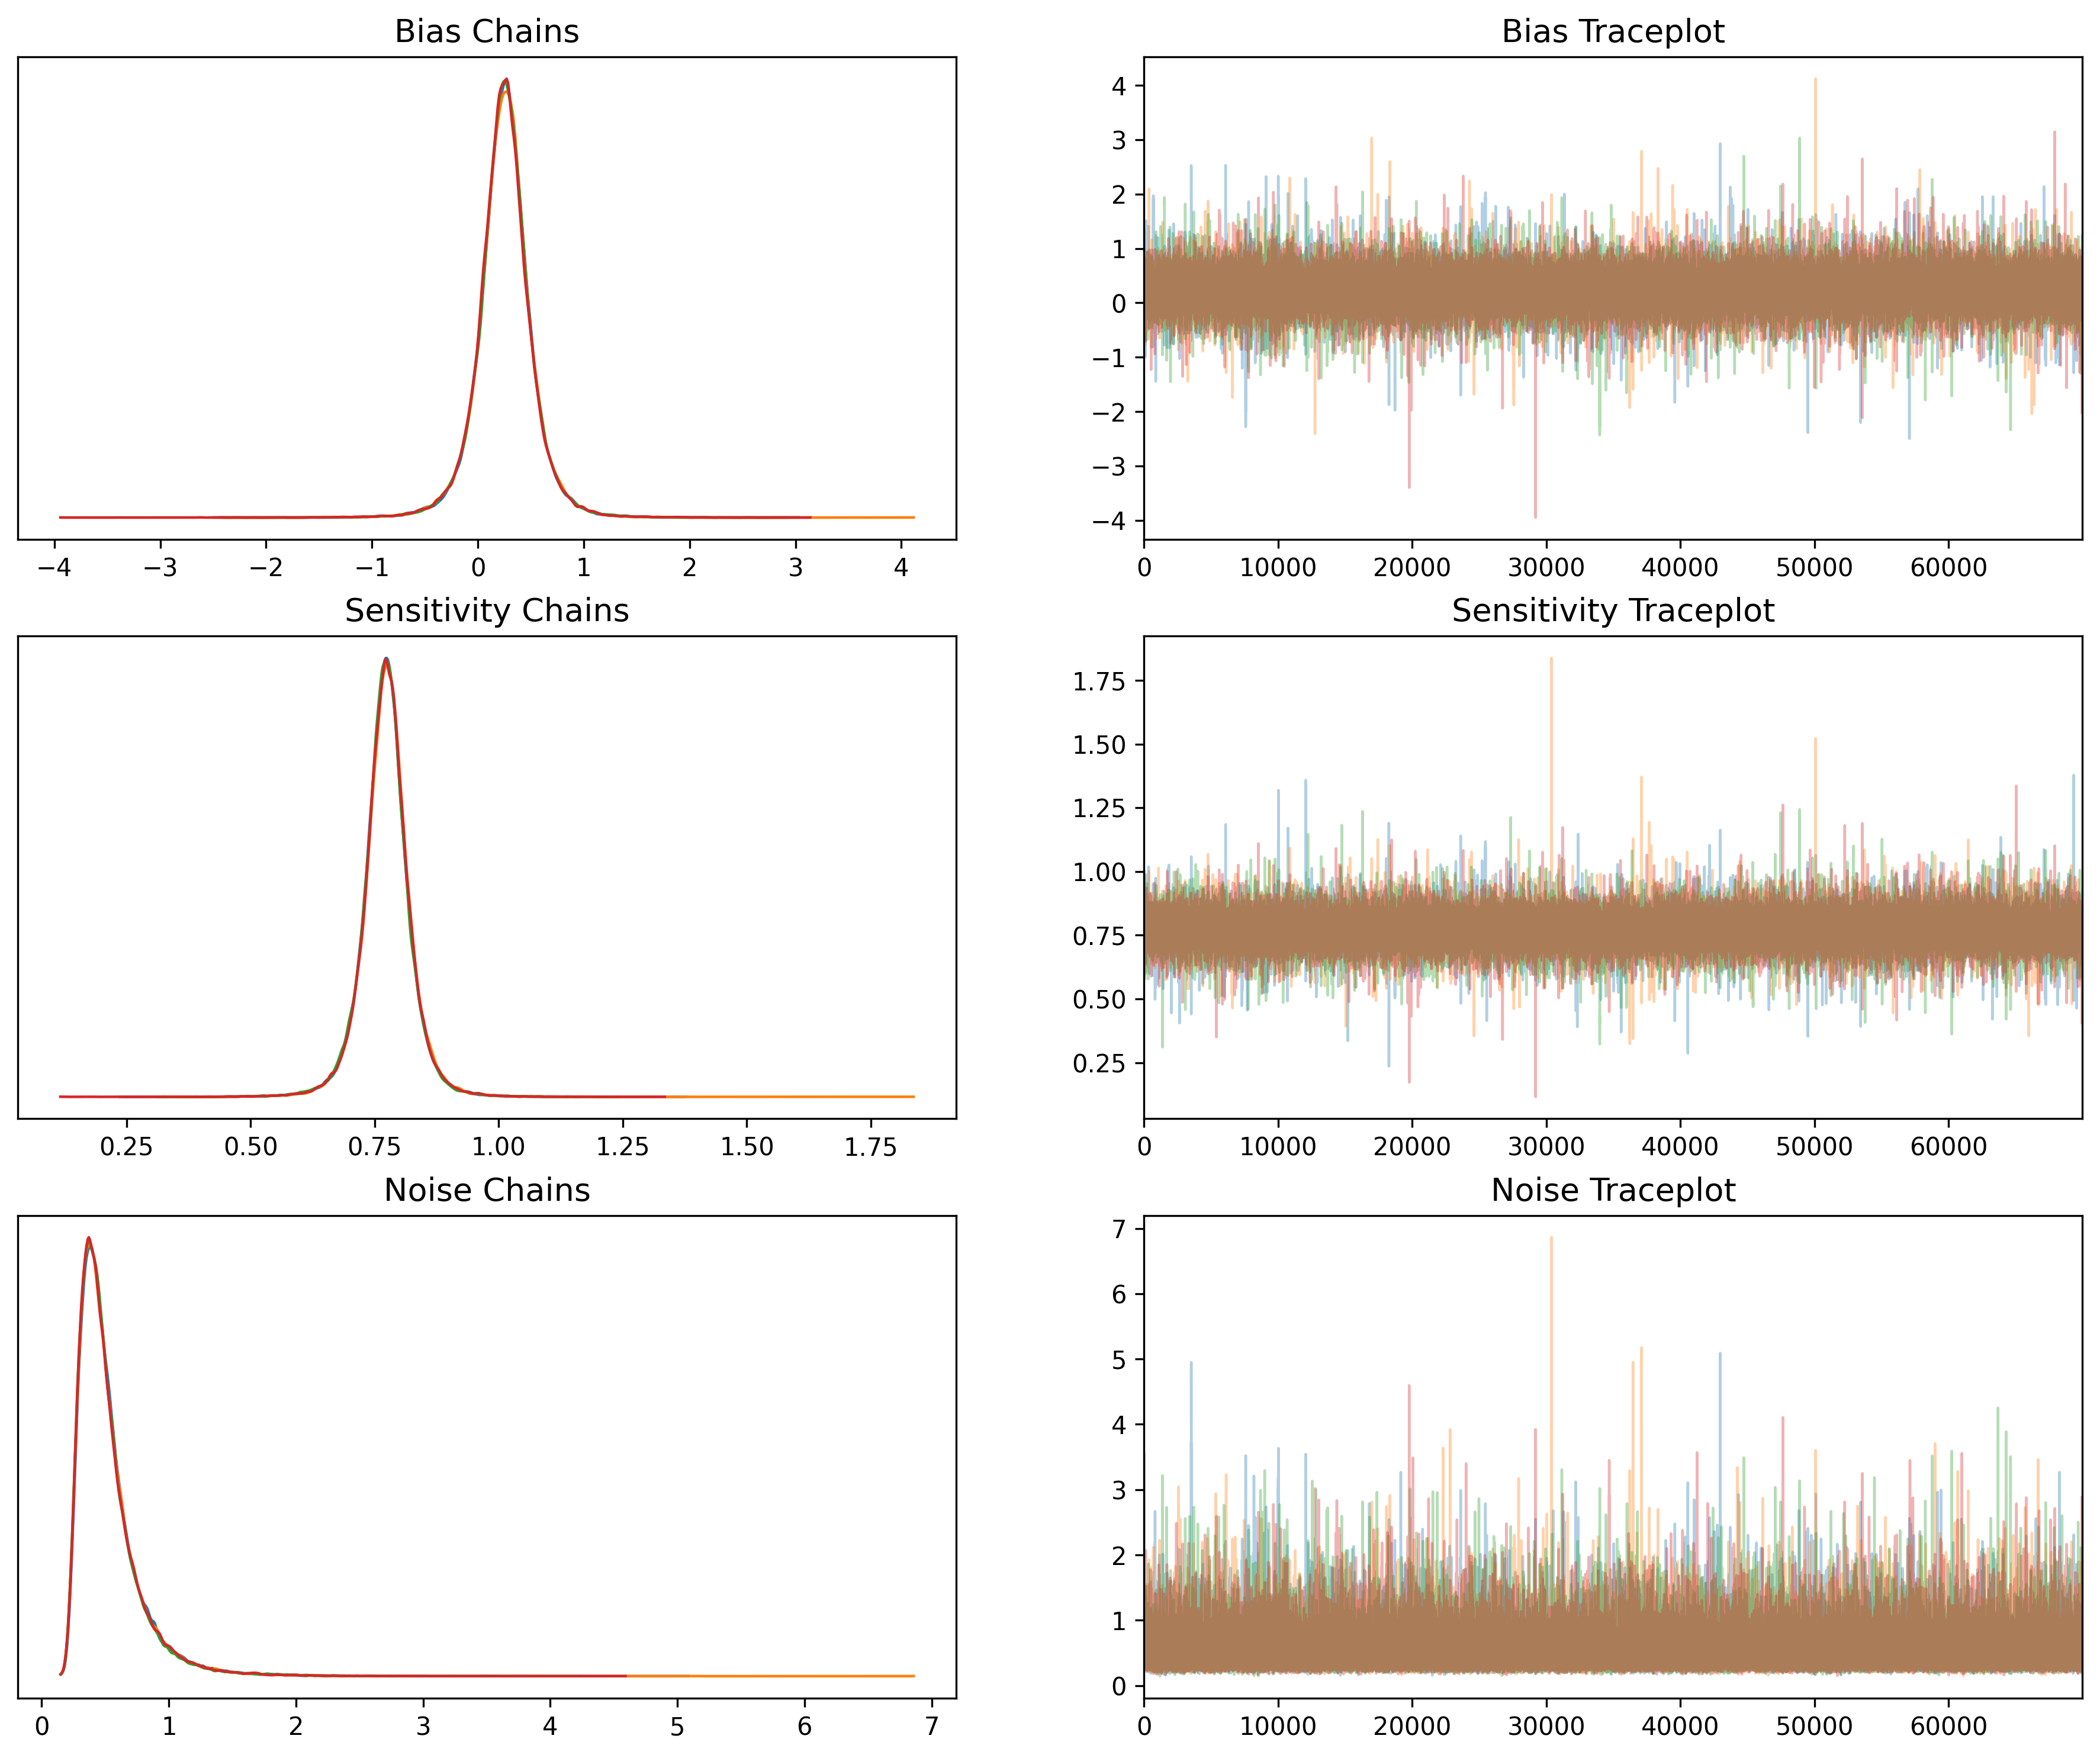 Bias Chains
−4 −3 −2 −1 0 1 2 3 4
Bias Traceplot
4
3
2
1
0
−1
−2
−3
−4
0 10000 20000 30000 40000 50000 60000
Sensitivity Chains
0.25 0.50 0.75 1.00 1.25 1.50 1.75
Sensitivity Traceplot
1.75
1.50
1.25
1.00
0.75
0.50
0.25
0 10000 20000 30000 40000 50000 60000
Noise Chains
0 1 2 3 4 5 6 7
Noise Traceplot
7
6
5
4
3
2
1
0
0 10000 20000 30000 40000 50000 60000